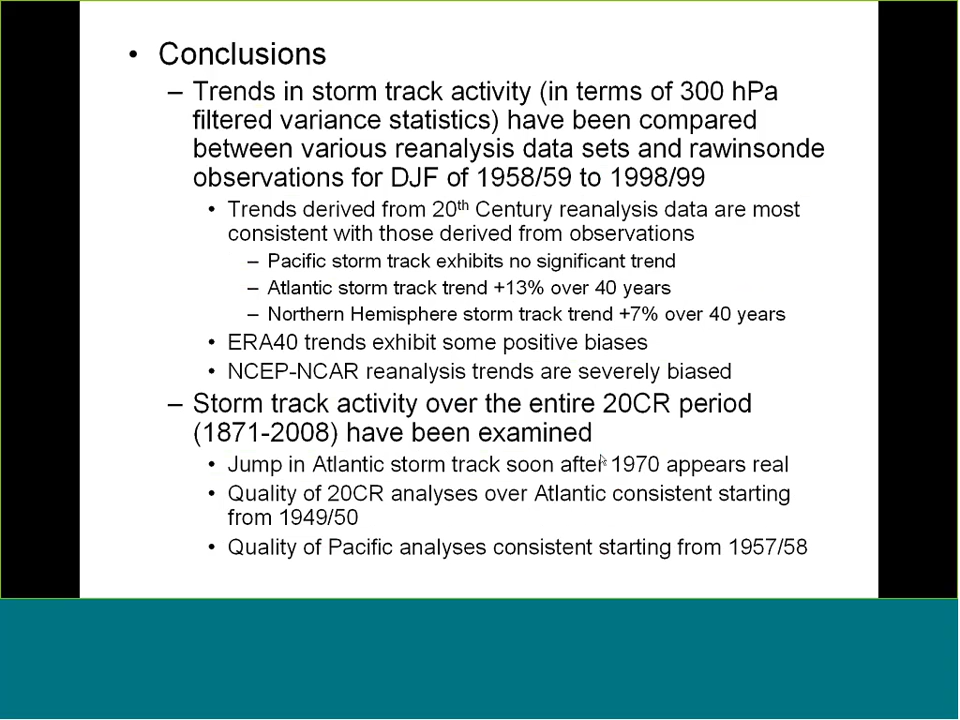 • Conclusions
– Trends in storm track activity (in terms of 300 hPa
filtered variance statistics) have been compared
between various reanalysis data sets and rawinsonde
observations for DJF of 1958/59 to 1998/99
• Trends derived from 20th Century reanalysis data are most
consistent with those derived from observations
– Pacific storm track exhibits no significant trend
– Atlantic storm track trend +13% over 40 years
– Northern Hemisphere storm track trend +7% over 40 years
• ERA40 trends exhibit some positive biases
• NCEP-NCAR reanalysis trends are severely biased
– Storm track activity over the entire 20CR period
(1871-2008) have been examined
• Jump in Atlantic storm track soon after 1970 appears real
• Quality of 20CR analyses over Atlantic consistent starting
from 1949/50
• Quality of Pacific analyses consistent starting from 1957/58